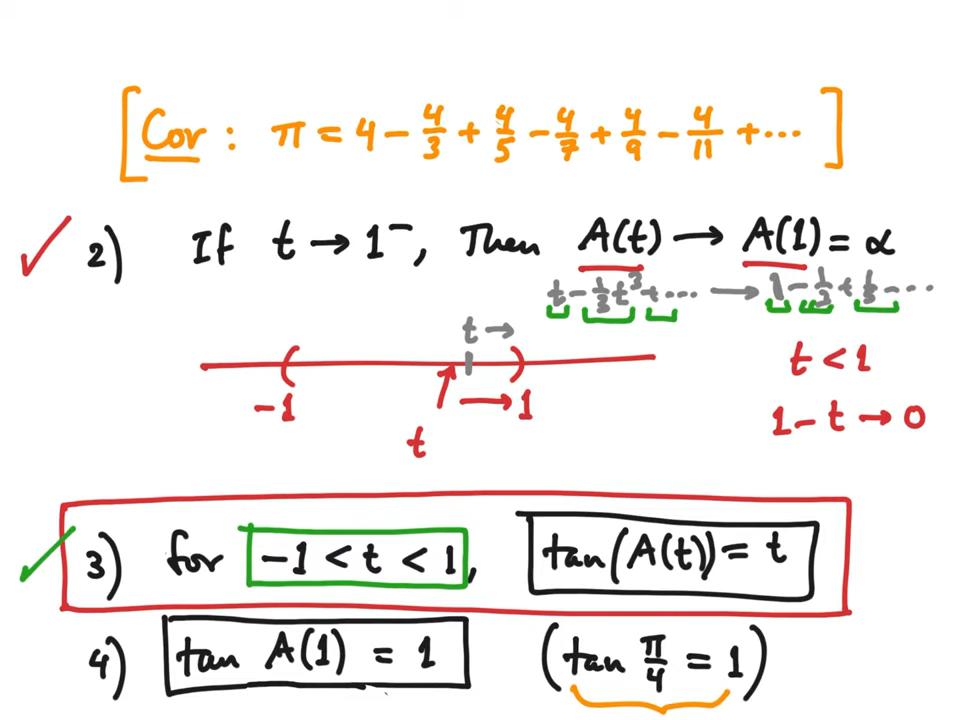 [Cor: π = 4 - 4/3 + 4/5 - 4/7 + 4/9 - 4/11 + ...]
2) If t → 1⁻, Then A(t) → A(1) = α
t - 1/3 t³ + ... → 1 - 1/3 + 1/5 - ...
t →
t < 1
-1 → 1
t
1 - t → 0
3) for -1 < t < 1, tan(A(t)) = t
4) tan A(1) = 1 (tan π/4 = 1)